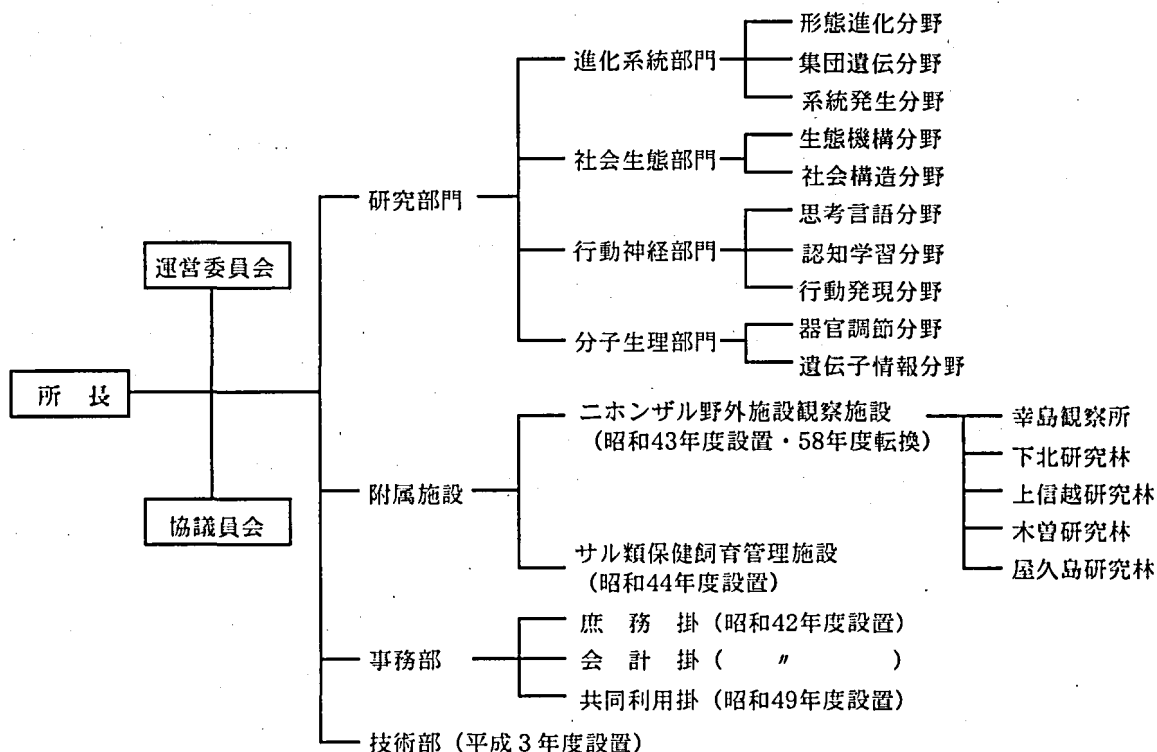 形態進化分野
進化系統部門
集団遺伝分野
系統発生分野
生態機構分野
社会生態部門
社会構造分野
研究部門
思考言語分野
行動神経部門
認知学習分野
行動発現分野
運営委員会
器官調節分野
分子生理部門
遺伝子情報分野
所 長
ニホンザル野外施設観察施設
(昭和43年度設置・58年度転換)
幸島観察所
下北研究林
上信越研究林
木曽研究林
屋久島研究林
附属施設
協議員会
サル類保健飼育管理施設
(昭和44年度設置)
庶 務 掛 (昭和42年度設置)
事務部
会 計 掛 ( 〃 )
共同利用掛 (昭和49年度設置)
技術部 (平成3年度設置)